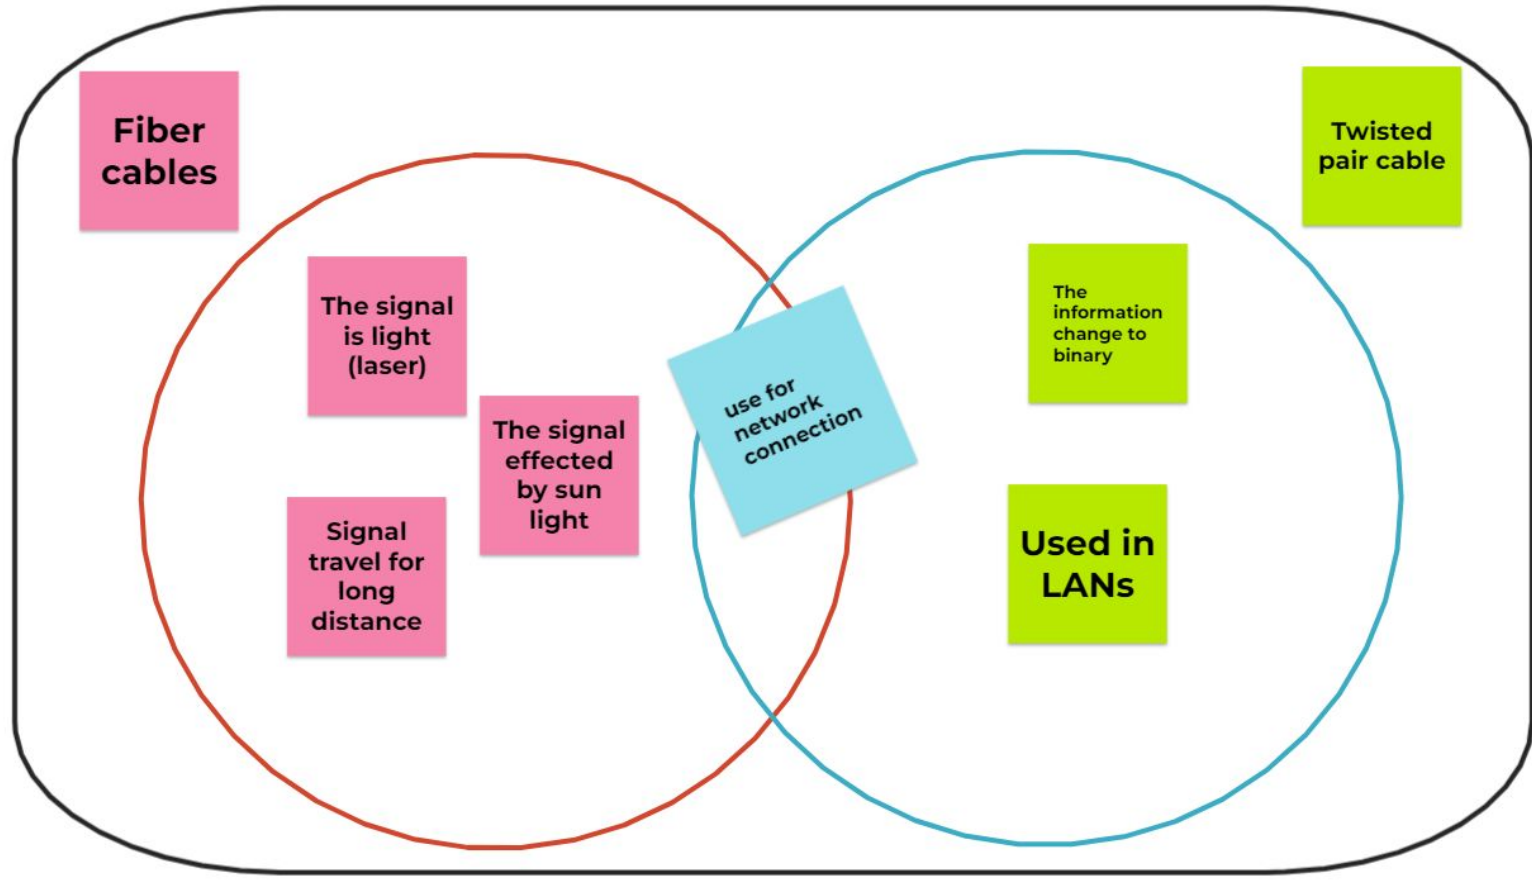 Fiber
cables
Twisted
pair cable
The signal
is light
(laser)
The signal
effected
by sun
light
Signal
travel for
long
distance
use for
network
connection
The
information
change to
binary
Used in
LANs